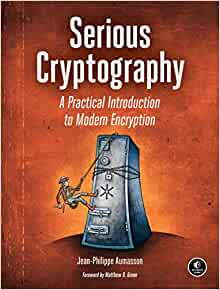 Serious
Cryptography
A Practical Introduction
to Modern Encryption
Jean-Philippe Aumasson
Foreword by Matthew D. Green